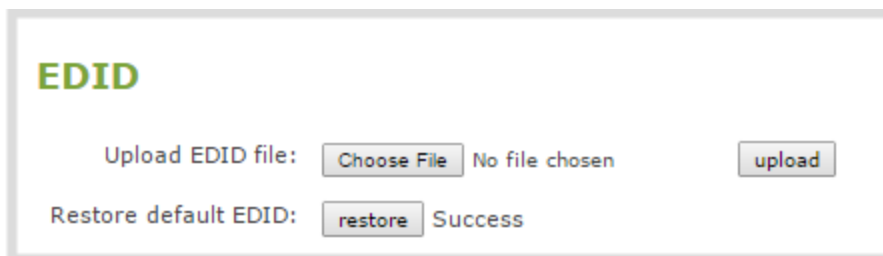 EDID
Upload EDID file: Choose File No file chosen upload
Restore default EDID: restore Success